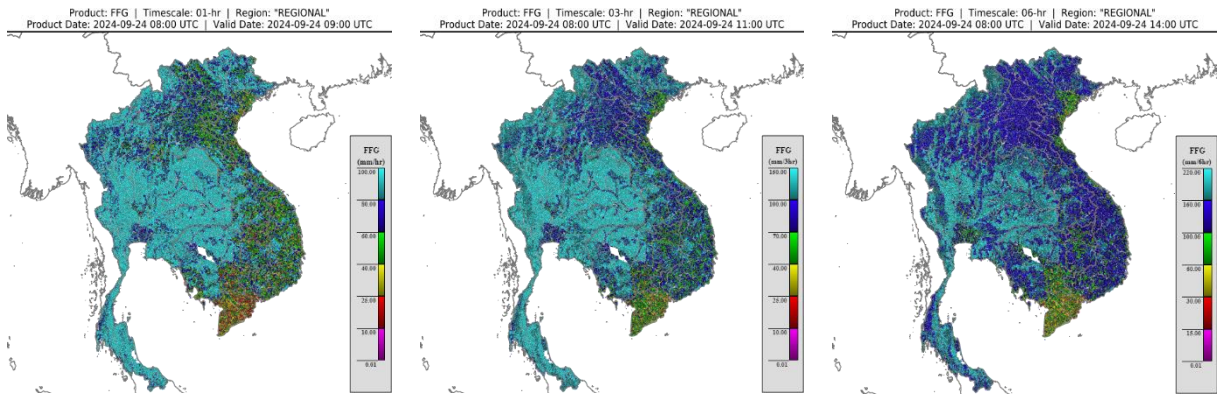 Product: FFG | Timescale: 01-hr | Region: "REGIONAL"
Product Date: 2024-09-24 08:00 UTC | Valid Date: 2024-09-24 09:00 UTC
FFG
(mm/hr)
100.00
80.00
60.00
40.00
20.00
10.00
0.01
Product: FFG | Timescale: 03-hr | Region: "REGIONAL"
Product Date: 2024-09-24 08:00 UTC | Valid Date: 2024-09-24 11:00 UTC
FFG
(mm/3hr)
160.00
100.00
70.00
40.00
20.00
10.00
0.01
Product: FFG | Timescale: 06-hr | Region: "REGIONAL"
Product Date: 2024-09-24 08:00 UTC | Valid Date: 2024-09-24 14:00 UTC
FFG
(mm/6hr)
220.00
160.00
100.00
30.00
15.00
0.01